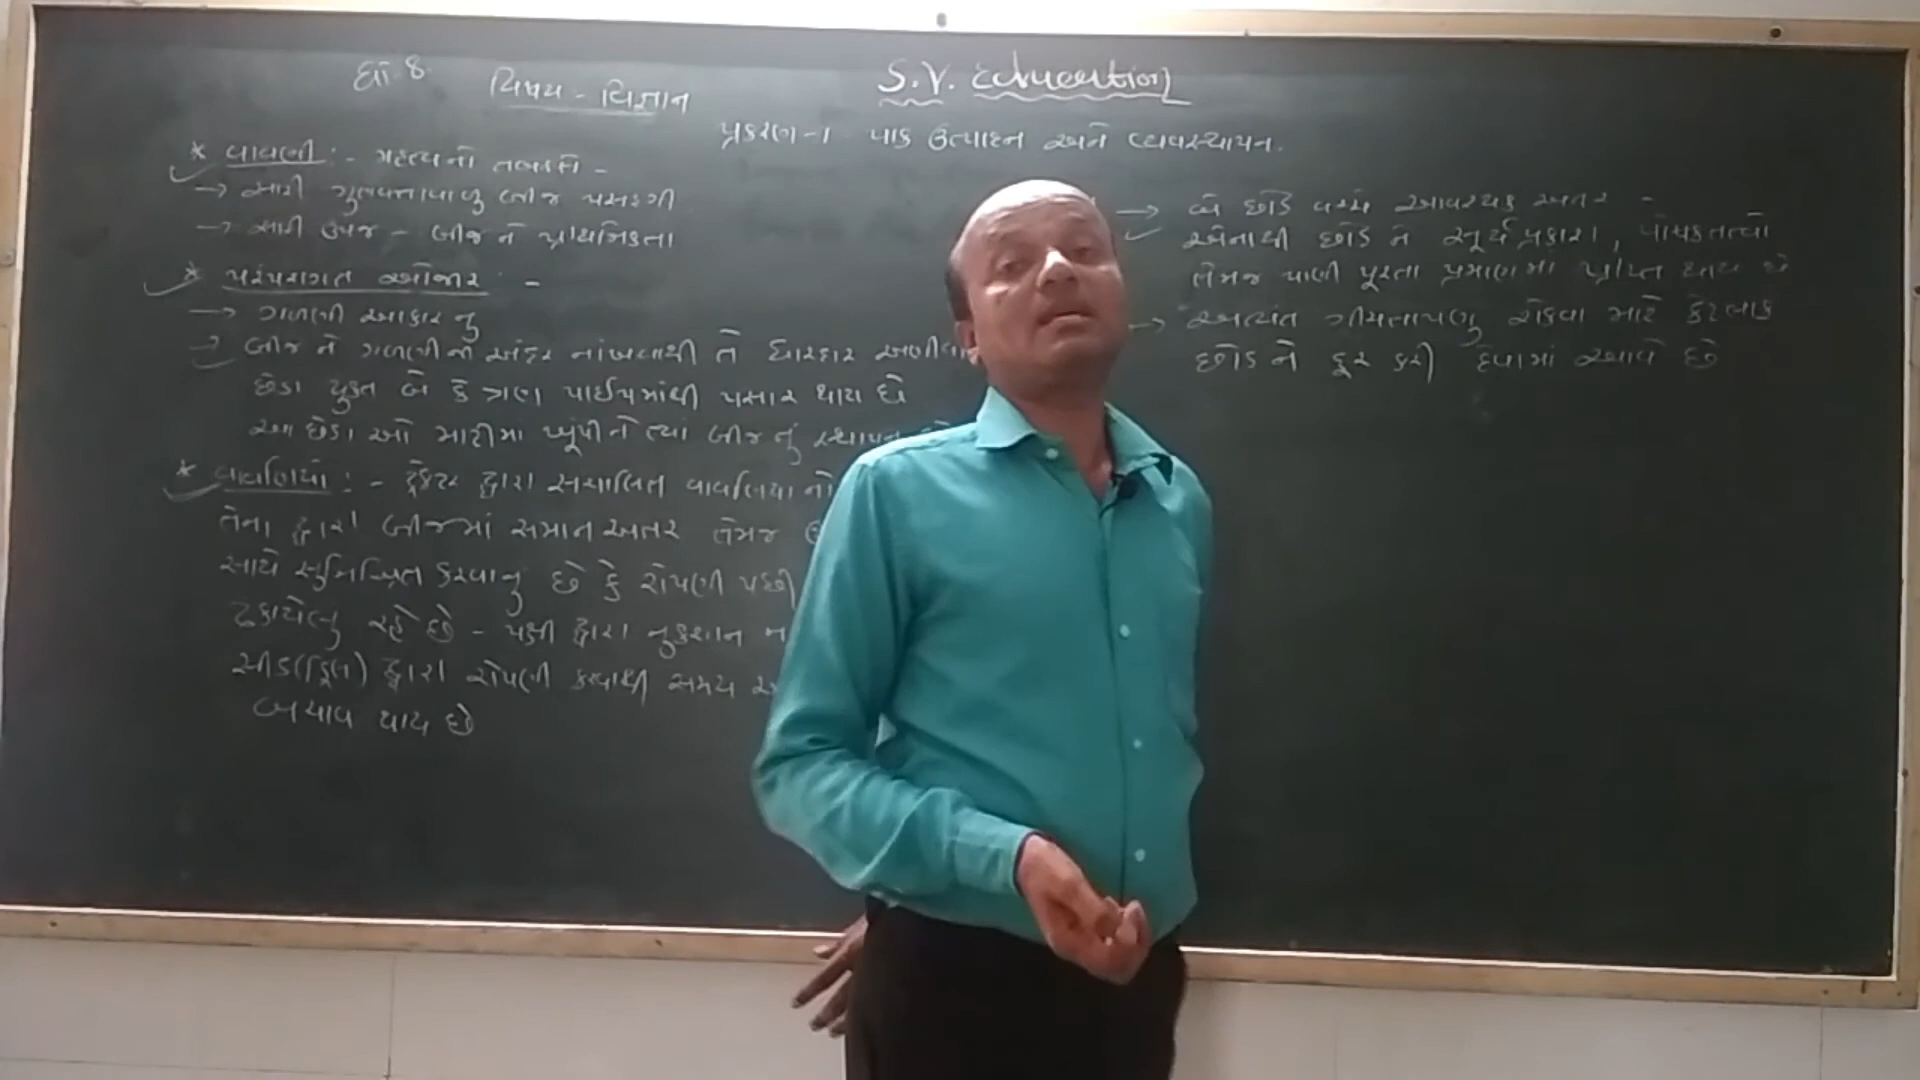 ધો 8
વિષય - વિજ્ઞાન
S.V. Education
પ્રકરણ-1 પાક ઉત્પાદન અને વ્યવસ્થાપન.
* વાવણી :- મહત્વનો તબક્કો -
→ સારી ગુણવત્તાવાળુ બીજ પસંદગી
→ સારી ઉપજ - બીજ ને પ્રાથમિકતા
* પરંપરાગત ઓજાર -
→ ગળણી આકાર નુ
બીજ ને ગળણીની અંદર નાંખવાથી તે ધારદાર
છેડા યુક્ત બે કે ત્રણ પાઈપમાંથી પસાર થાય છે
આ છેડા ઓ માટીમા ખૂંપીને ત્યા બીજ નું સ્થાપન
* વાવણિયો :- ટ્રેક્ટર દ્વારા સંચાલિત વાવણિયા નો
તેના દ્વારા બીજમાં સમાન અંતર તેમજ
સાથે સુનિશ્ચિત કરવાનુ છે કે રોપણી પછી
ઢંકાયેલુ રહે છે - પક્ષી દ્વારા નુકશાન
સીડ(ડ્રિલ) દ્વારા રોપણી કરવાથી સમય
બચાવ થાય છે
→ બે છોડ વચ્ચે આવશ્યક અંતર -
એનાથી છોડ ને સૂર્યપ્રકાશ, પોષકતત્વો
તેમજ પાણી પૂરતા પ્રમાણમા પ્રાપ્ત થાય છે
→ અત્યંત ગીચતાપણુ રોકવા માટે કેટલાક
છોડ ને દૂર કરી દેવામાં આવે છે